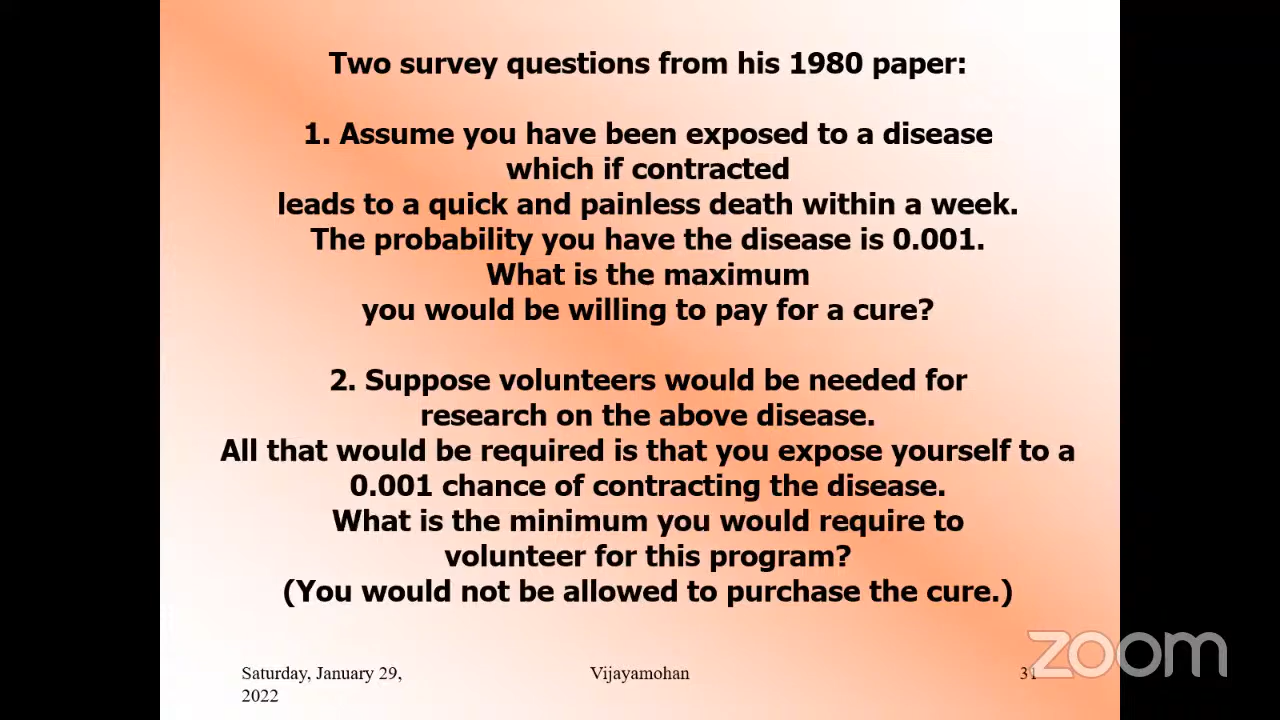 Two survey questions from his 1980 paper:
1. Assume you have been exposed to a disease
which if contracted
leads to a quick and painless death within a week.
The probability you have the disease is 0.001.
What is the maximum
you would be willing to pay for a cure?
2. Suppose volunteers would be needed for
research on the above disease.
All that would be required is that you expose yourself to a
0.001 chance of contracting the disease.
What is the minimum you would require to
volunteer for this program?
(You would not be allowed to purchase the cure.)
Saturday, January 29,
2022
Vijayamohan
31
zoom